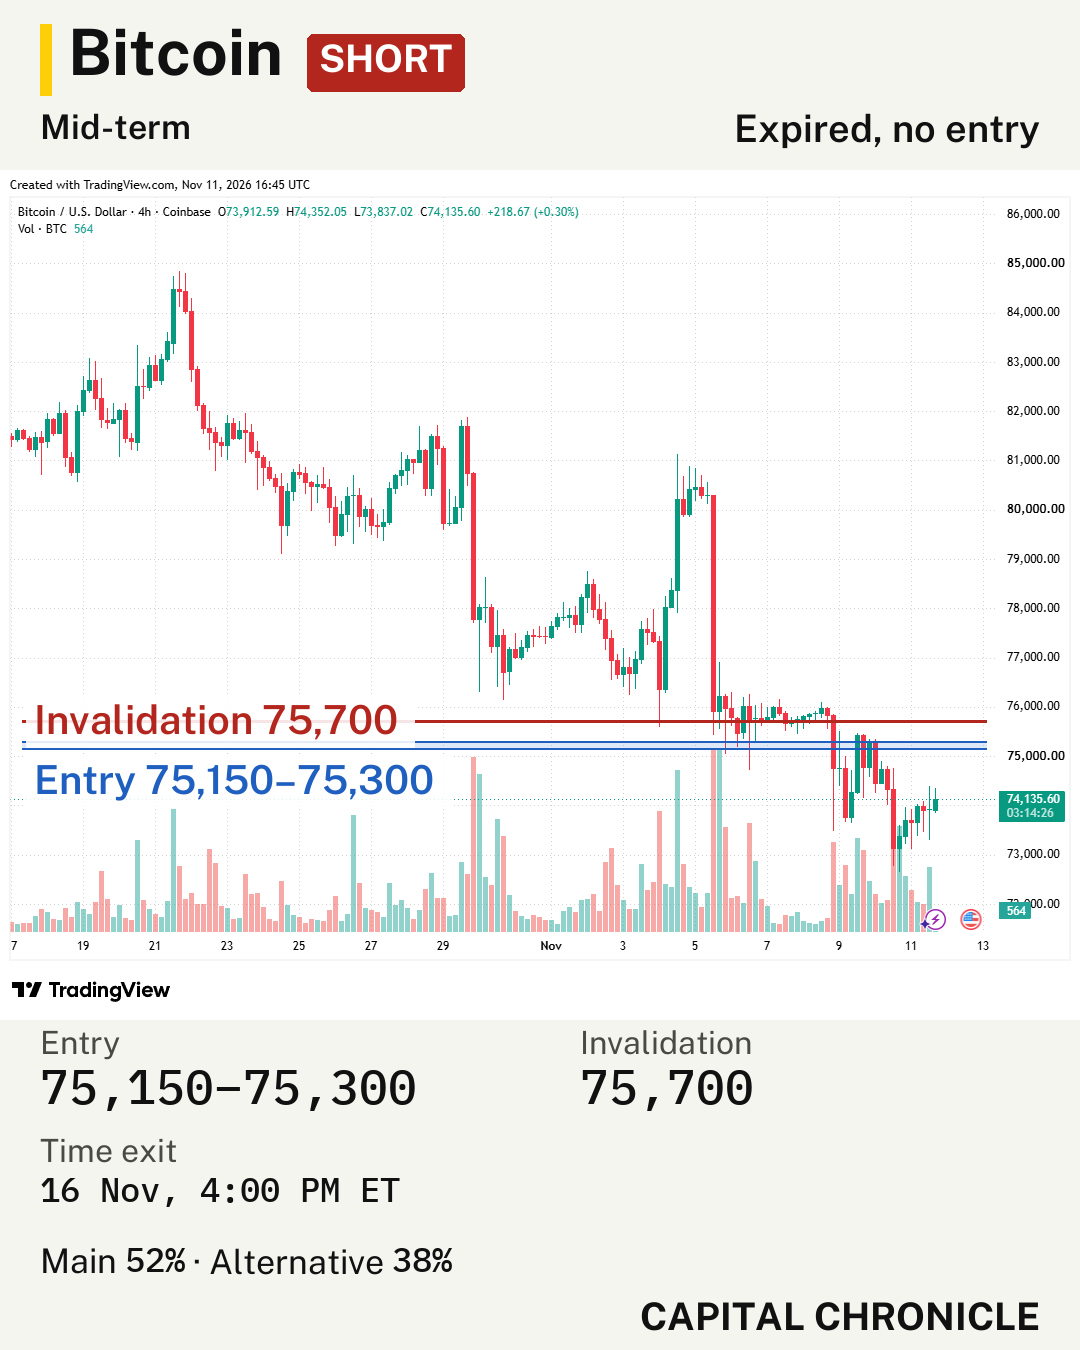 Bitcoin SHORT
Mid-term
Expired, no entry
Created with TradingView.com, Nov 11, 2026 16:45 UTC
Bitcoin / U.S. Dollar · 4h · Coinbase O73,912.59 H74,352.05 L73,837.02 C74,135.60 +218.67 (+0.30%)
Vol · BTC 564
86,000.00
85,000.00
84,000.00
83,000.00
82,000.00
81,000.00
80,000.00
79,000.00
78,000.00
77,000.00
76,000.00
Invalidation 75,700
75,000.00
Entry 75,150–75,300
74,135.60
03:14:26
73,000.00
564
7 19 21 23 25 27 29 Nov 3 5 7 9 11 13
TradingView
Entry
75,150–75,300
Invalidation
75,700
Time exit
16 Nov, 4:00 PM ET
Main 52% · Alternative 38%
CAPITAL CHRONICLE